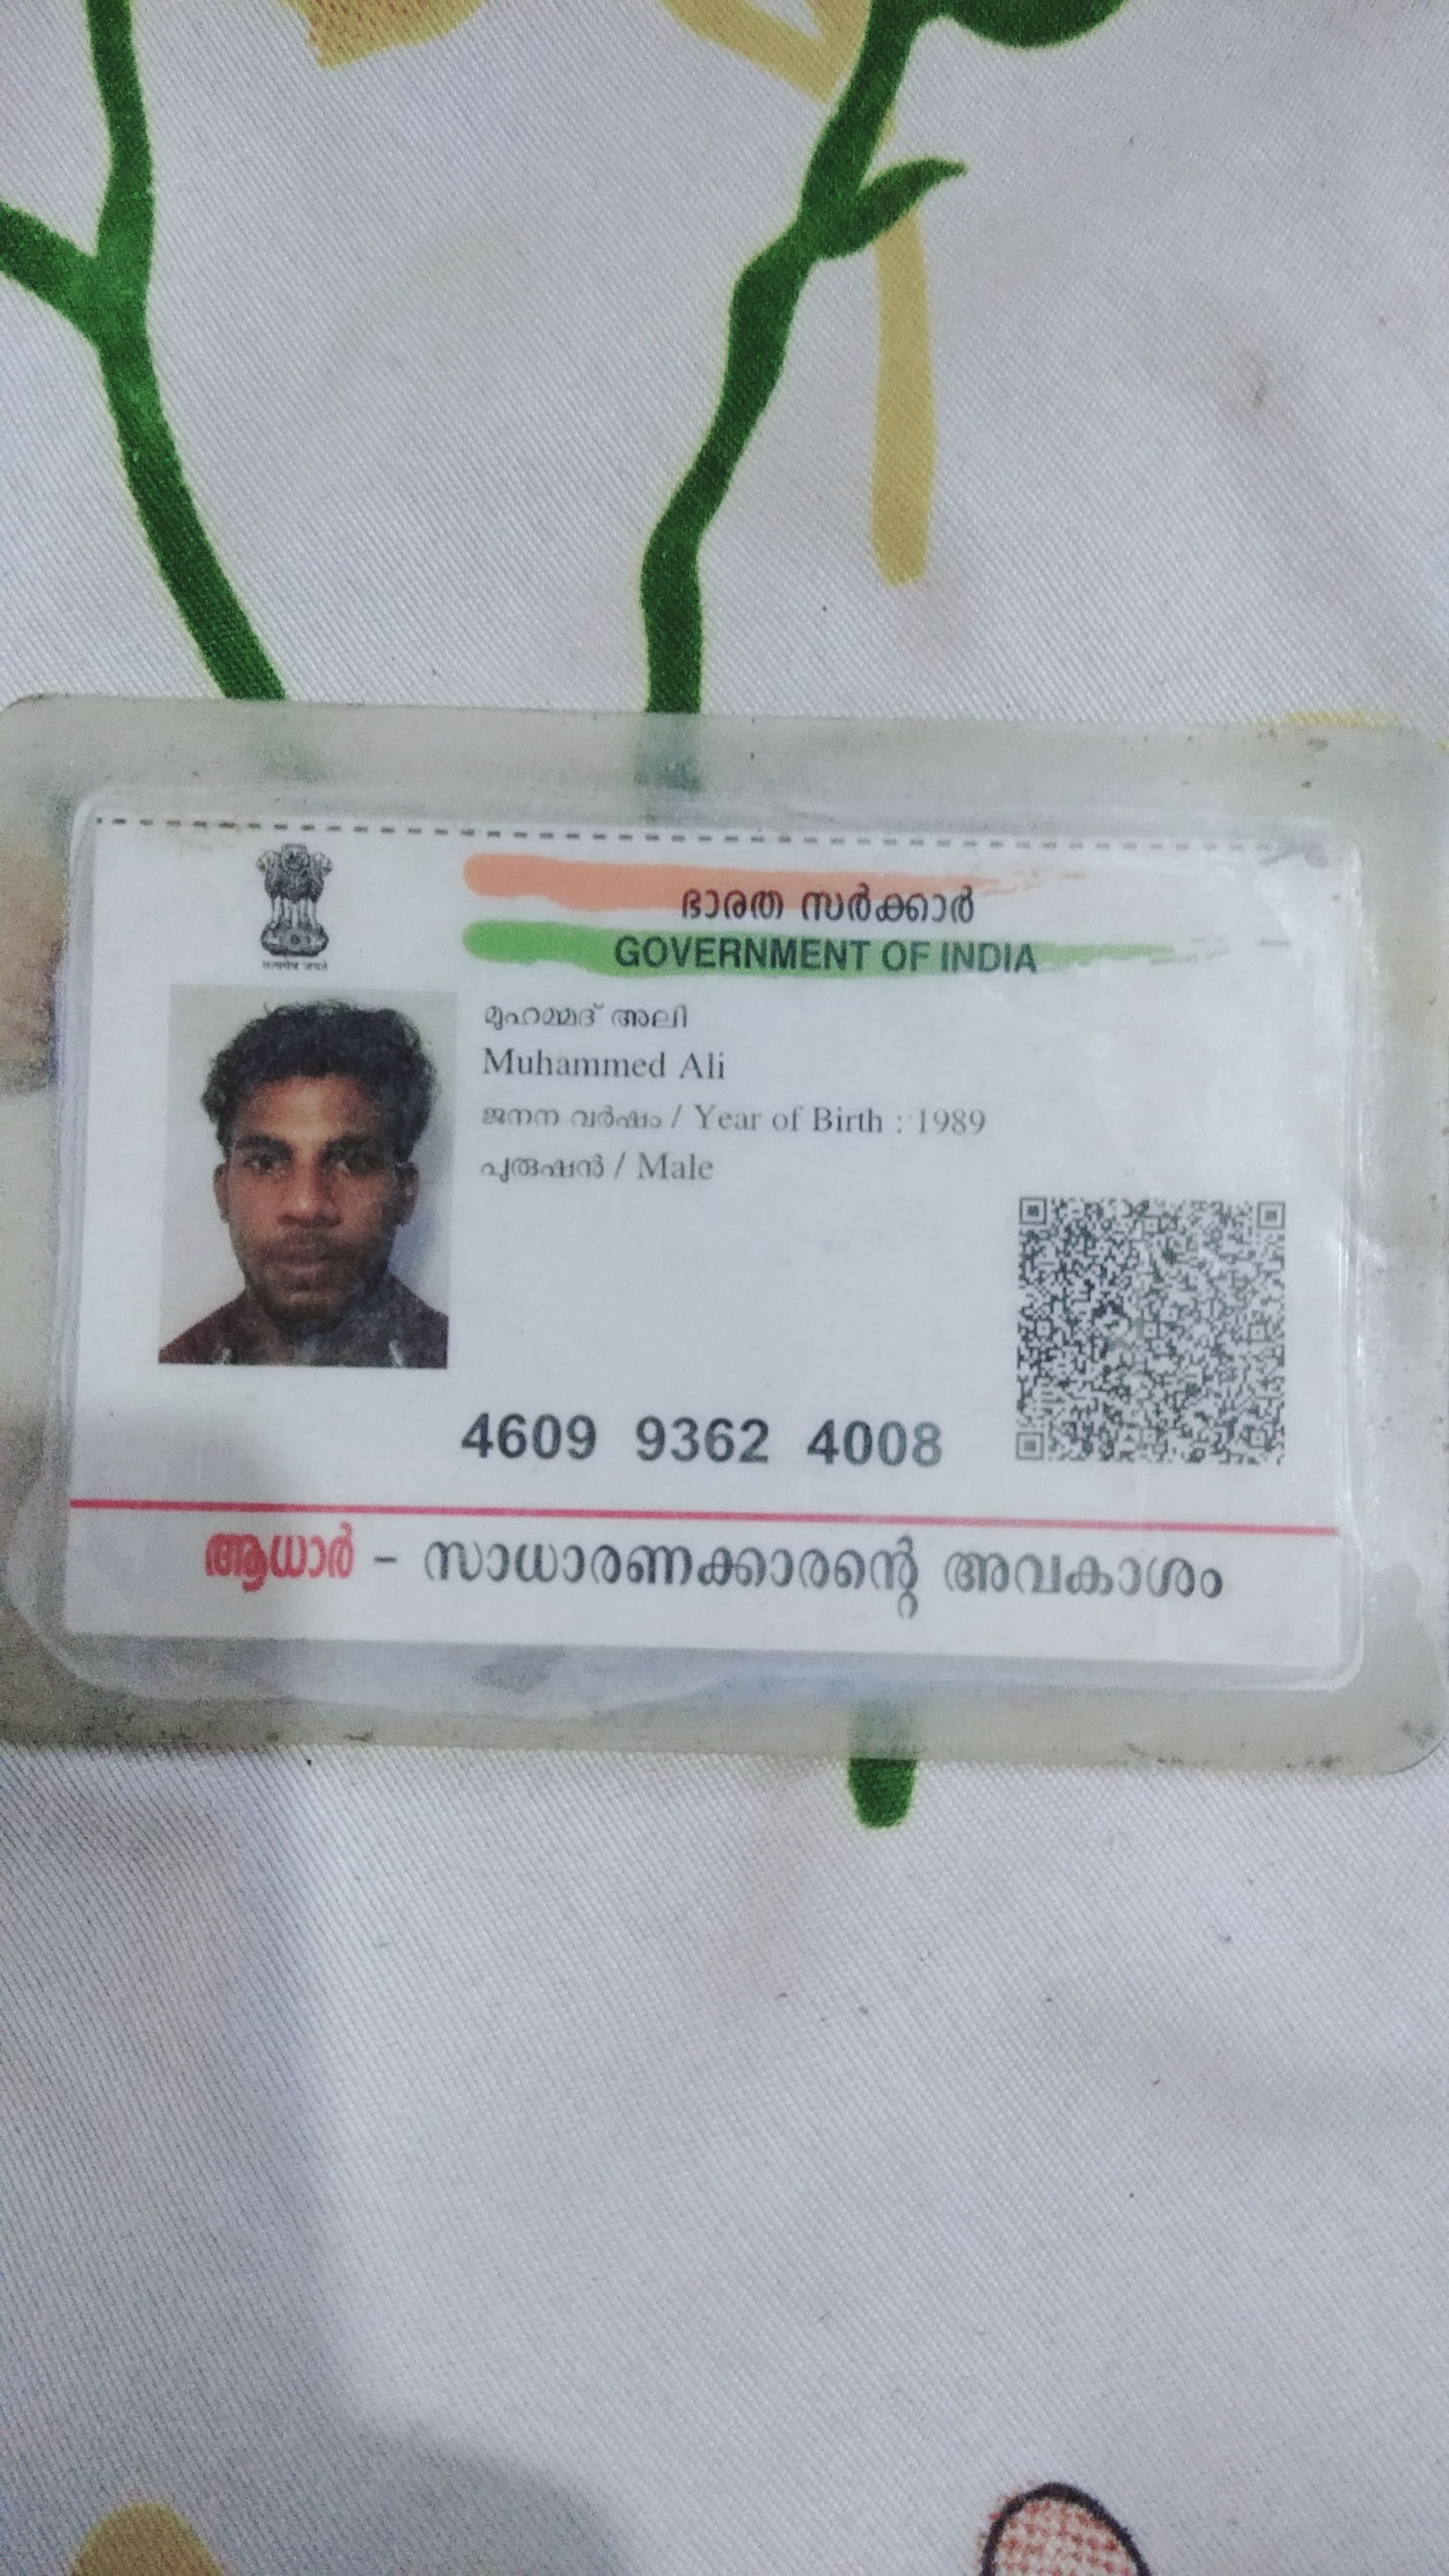 सत्यमेव जयते
ഭാരത സർക്കാർ
GOVERNMENT OF INDIA
മുഹമ്മദ് അലി
Muhammed Ali
ജനന വർഷം / Year of Birth : 1989
പുരുഷൻ / Male
4609 9362 4008
ആധാർ - സാധാരണക്കാരന്റെ അവകാശം